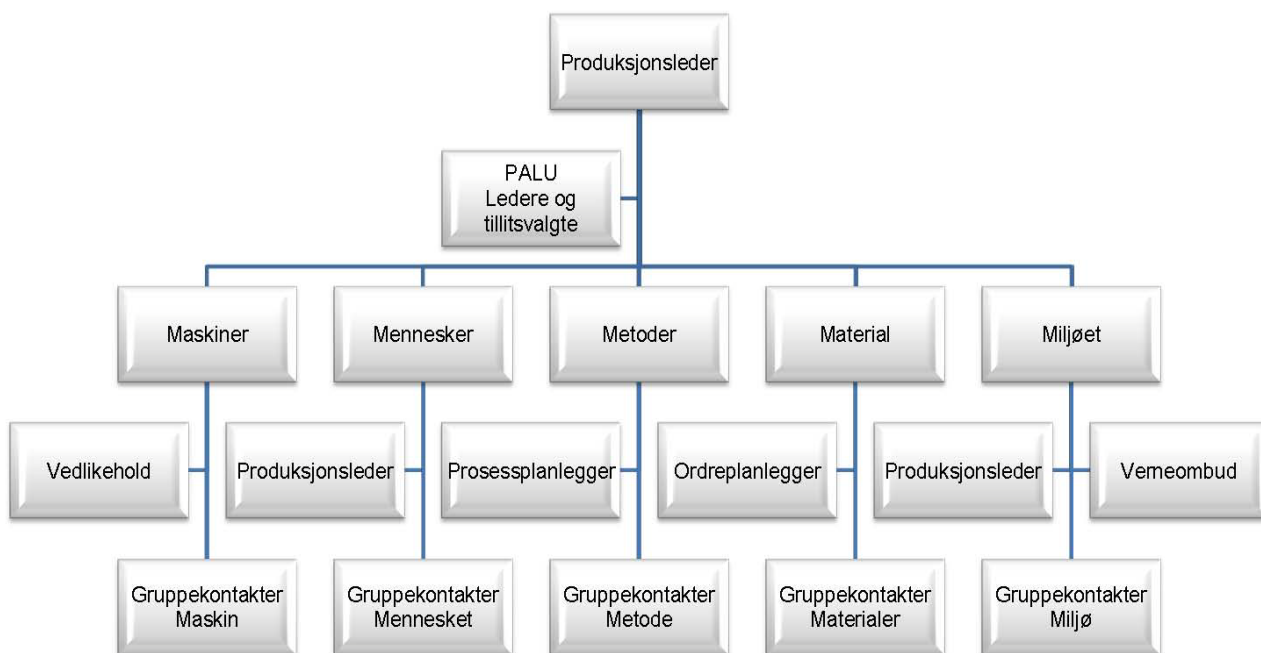 Produksjonsleder
PALU
Ledere og
tillitsvalgte
Maskiner
Mennesker
Metoder
Material
Miljøet
Vedlikehold
Produksjonsleder
Prosessplanlegger
Ordreplanlegger
Produksjonsleder
Verneombud
Gruppekontakter
Maskin
Gruppekontakter
Mennesket
Gruppekontakter
Metode
Gruppekontakter
Materialer
Gruppekontakter
Miljø